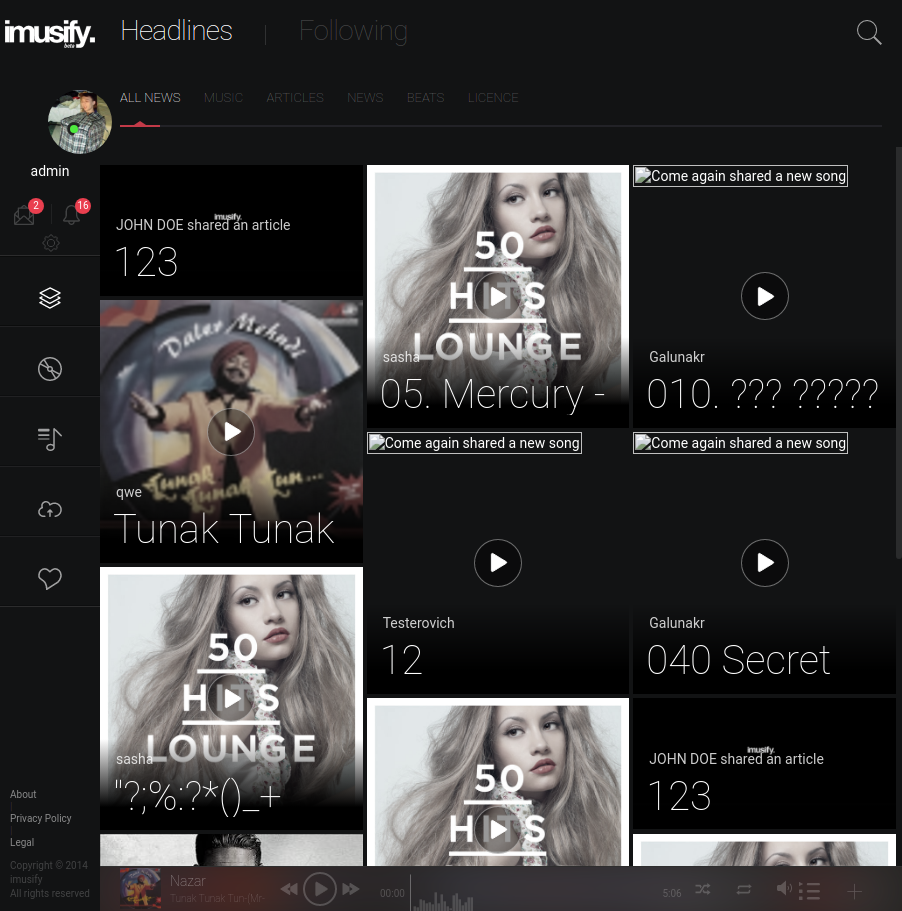 imusify.
beta
Headlines
Following
ALL NEWS MUSIC ARTICLES NEWS BEATS LICENCE
admin
2
16
imusify.
JOHN DOE shared an article
123
50
HITS
LOUNGE
sasha
05. Mercury -
Come again shared a new song
Galunakr
010. ??? ?????
Daler Mehndi
Tunak
Tunak Tun...
qwe
Tunak Tunak
Come again shared a new song
Testerovich
12
Come again shared a new song
Galunakr
040 Secret
50
HITS
LOUNGE
sasha
"?;%:?*()_+
50
HITS
imusify.
JOHN DOE shared an article
123
About
Privacy Policy
Legal
Copyright © 2014
imusify
All rights reserved
Nazar
Tunak Tunak Tun-(Mr-
00:00
5:06